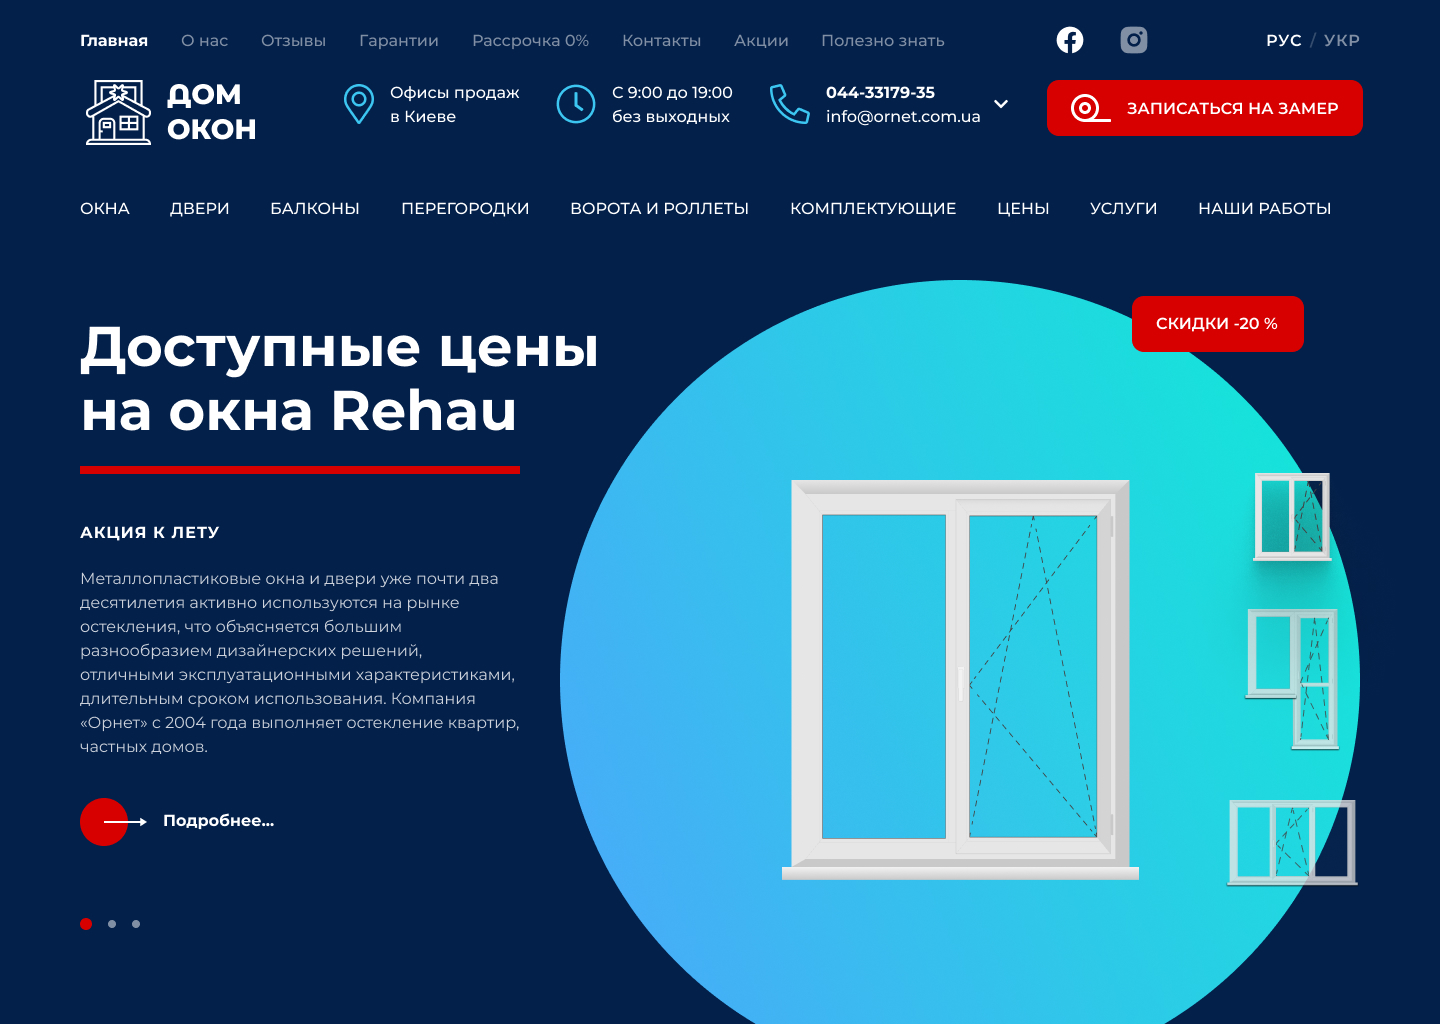 Главная О нас Отзывы Гарантии Рассрочка 0% Контакты Акции Полезно знать РУС / УКР
ДОМ
ОКОН
Офисы продаж
в Киеве
С 9:00 до 19:00
без выходных
044-33179-35
info@ornet.com.ua
ЗАПИСАТЬСЯ НА ЗАМЕР
ОКНА ДВЕРИ БАЛКОНЫ ПЕРЕГОРОДКИ ВОРОТА И РОЛЛЕТЫ КОМПЛЕКТУЮЩИЕ ЦЕНЫ УСЛУГИ НАШИ РАБОТЫ
СКИДКИ -20 %
Доступные цены
на окна Rehau
АКЦИЯ К ЛЕТУ
Металлопластиковые окна и двери уже почти два
десятилетия активно используются на рынке
остекления, что объясняется большим
разнообразием дизайнерских решений,
отличными эксплуатационными характеристиками,
длительным сроком использования. Компания
«Орнет» с 2004 года выполняет остекление квартир,
частных домов.
Подробнее...